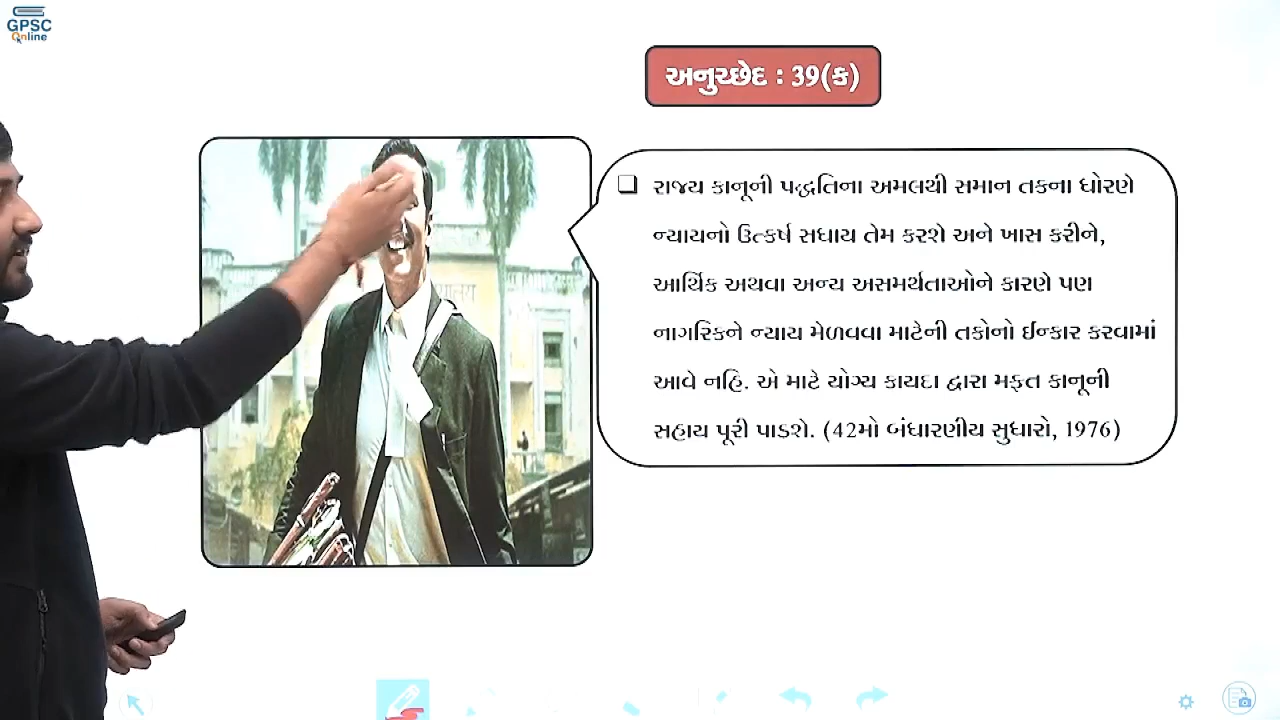 GPSC
Online
અનુચ્છેદ : 39(ક)
❑ રાજ્ય કાનૂની પદ્ધતિના અમલથી સમાન તકના ધોરણે
ન્યાયનો ઉત્કર્ષ સધાય તેમ કરશે અને ખાસ કરીને,
આર્થિક અથવા અન્ય અસમર્થતાઓને કારણે પણ
નાગરિકને ન્યાય મેળવવા માટેની તકોનો ઈન્કાર કરવામાં
આવે નહિ. એ માટે યોગ્ય કાયદા દ્વારા મફત કાનૂની
સહાય પૂરી પાડશે. (42મો બંધારણીય સુધારો, 1976)